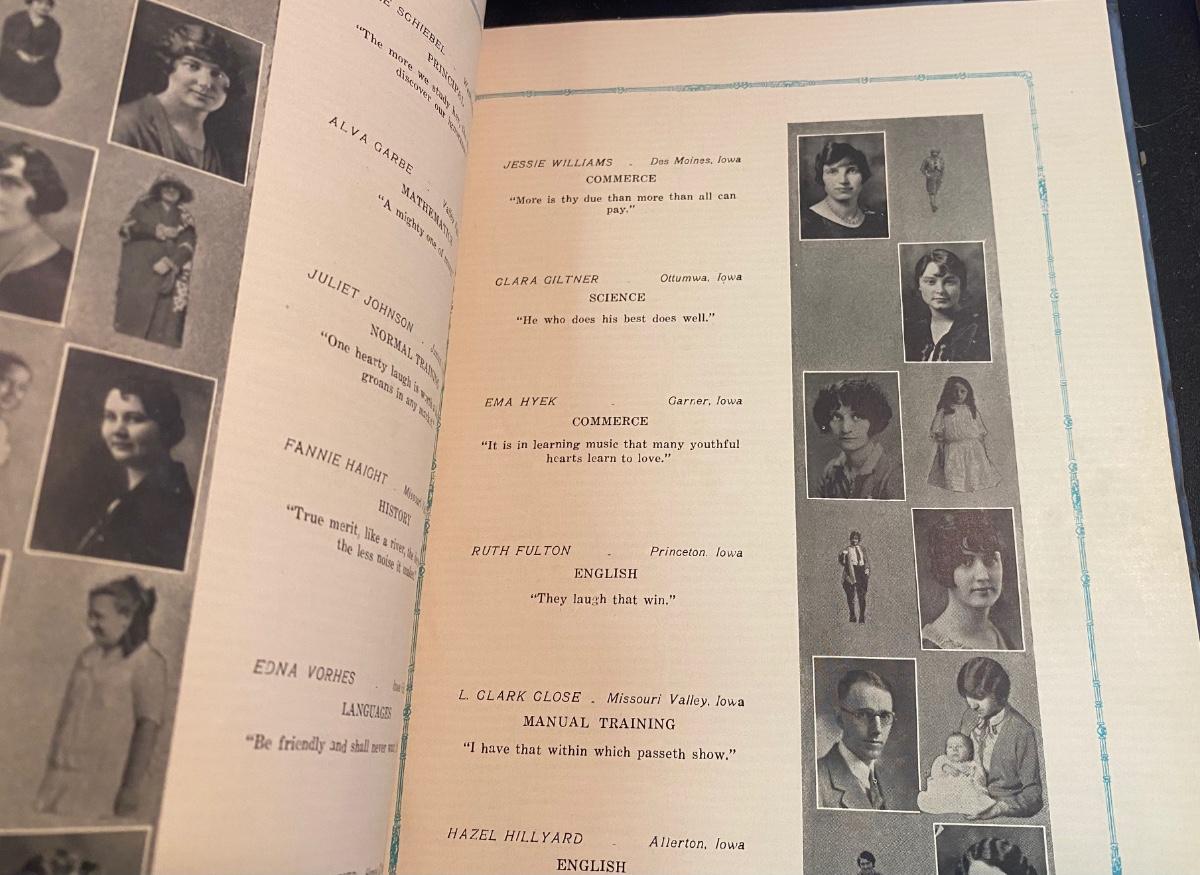 SCHIEBEL
PRINCIPAL
"The more we study
discover our
ALVA GARBE . Valley
MATHEMATICS
"A mighty
JULIET JOHNSON .
NORMAL TRAINING
"One hearty laugh is
groans in any
FANNIE HAIGHT .
HISTORY
"True merit, like a river, the
the less noise it makes."
EDNA VORHES .
LANGUAGES
"Be friendly and shall never
JESSIE WILLIAMS . Des Moines, Iowa
COMMERCE
"More is thy due than more than all can
pay."
CLARA GILTNER Ottumwa, Iowa
SCIENCE
"He who does his best does well."
EMA HYEK . Garner, Iowa
COMMERCE
"It is in learning music that many youthful
hearts learn to love."
RUTH FULTON . Princeton, Iowa
ENGLISH
"They laugh that win."
L. CLARK CLOSE . Missouri Valley, Iowa
MANUAL TRAINING
"I have that within which passeth show."
HAZEL HILLYARD . Allerton, Iowa
ENGLISH